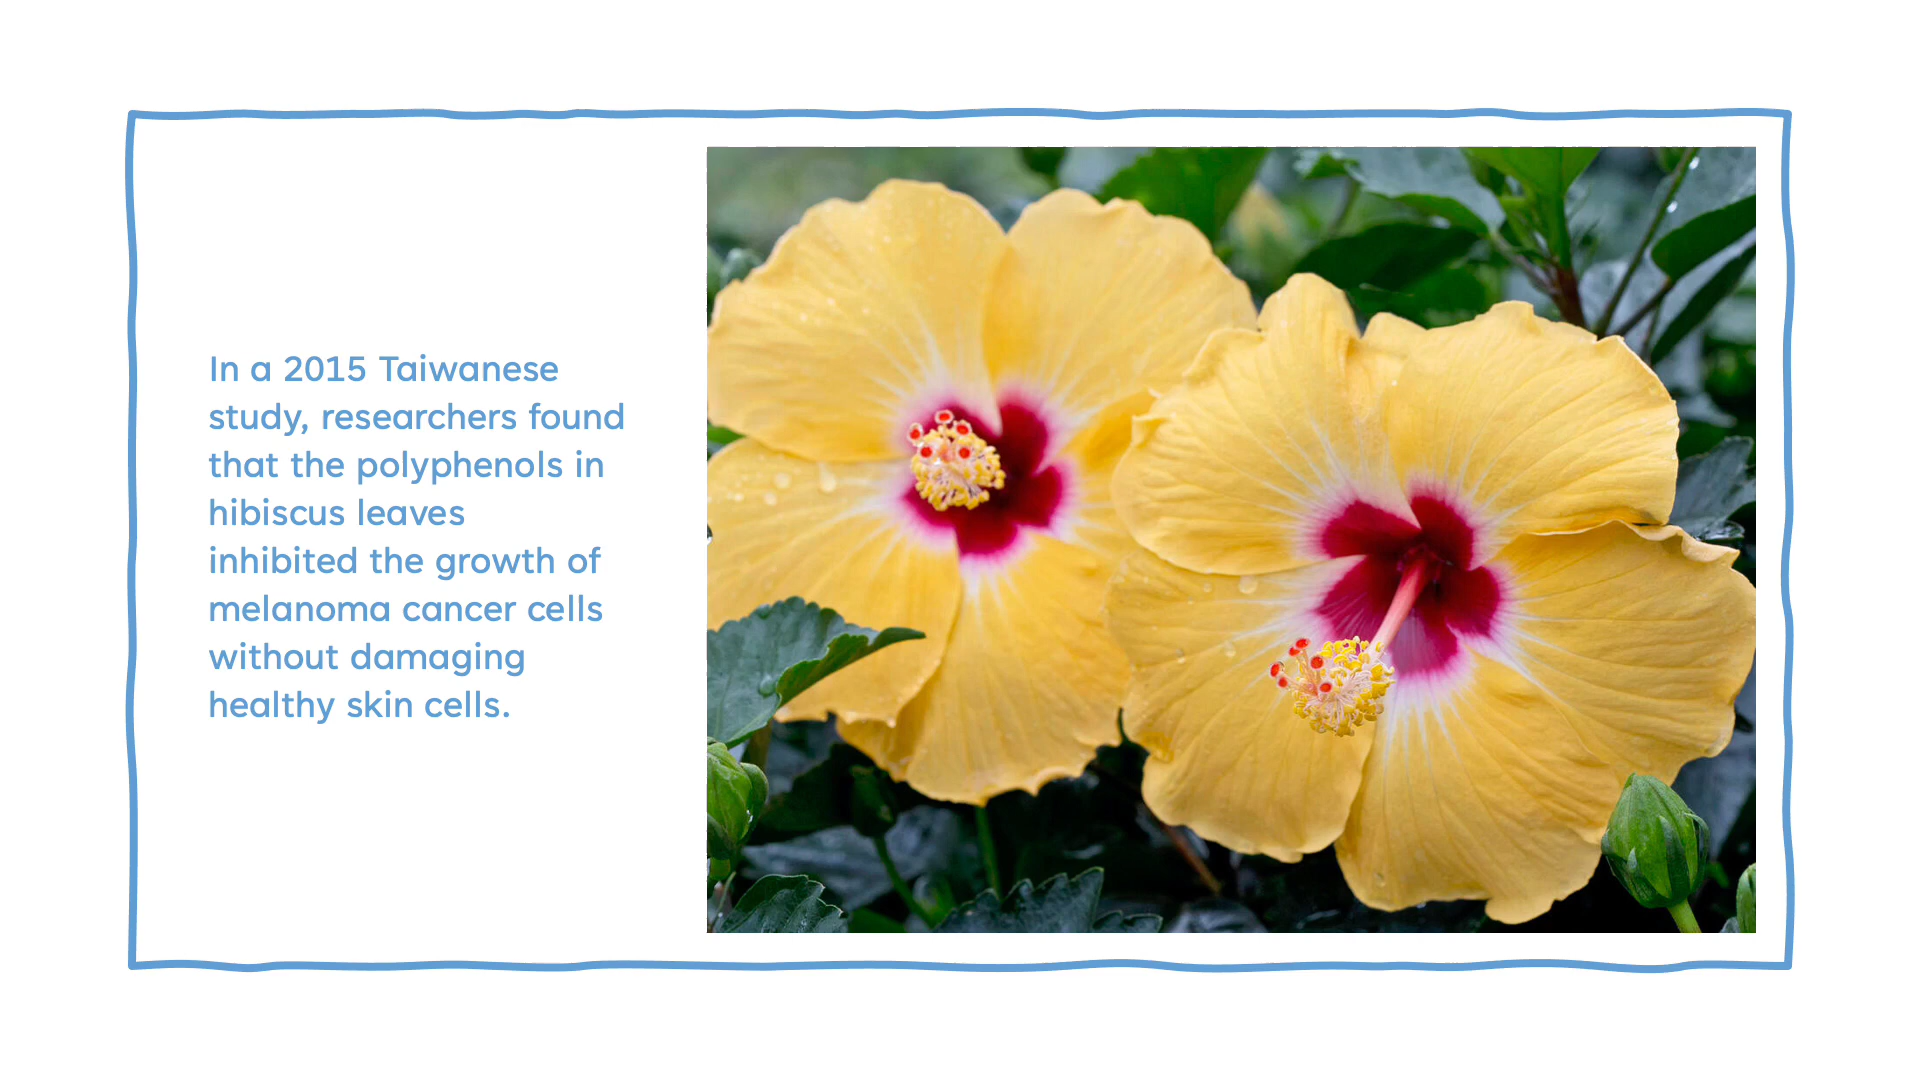 In a 2015 Taiwanese
study, researchers found
that the polyphenols in
hibiscus leaves
inhibited the growth of
melanoma cancer cells
without damaging
healthy skin cells.